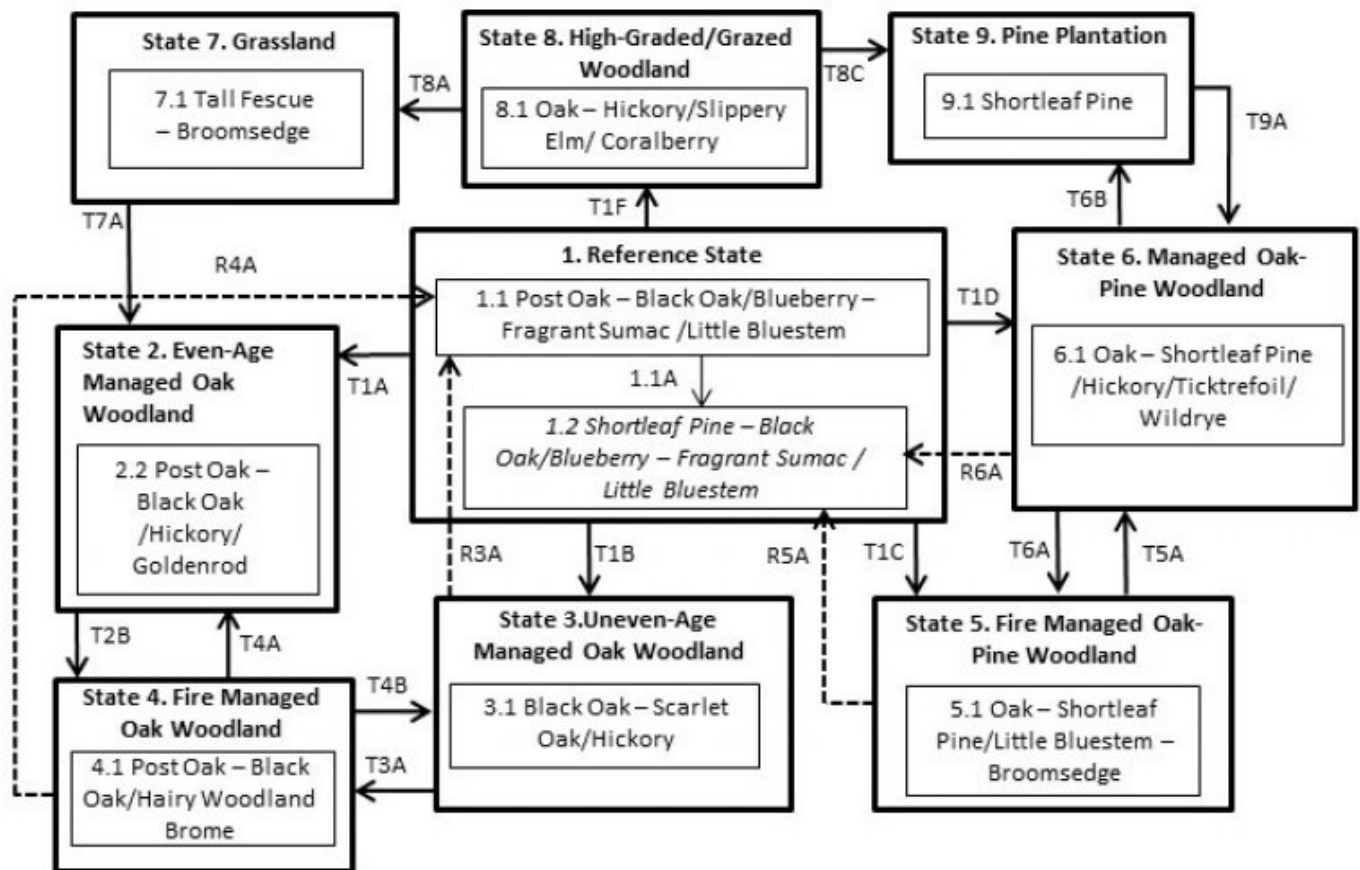 State 7. Grassland
7.1 Tall Fescue
– Broomsedge
T8A
State 8. High-Graded/Grazed
Woodland
8.1 Oak – Hickory/Slippery
Elm/ Coralberry
T8C
State 9. Pine Plantation
9.1 Shortleaf Pine
T9A
T7A
T1F
T6B
R4A
1. Reference State
1.1 Post Oak – Black Oak/Blueberry –
Fragrant Sumac /Little Bluestem
1.1A
1.2 Shortleaf Pine – Black
Oak/Blueberry – Fragrant Sumac /
Little Bluestem
T1D
State 6. Managed Oak-
Pine Woodland
6.1 Oak – Shortleaf Pine
/Hickory/Ticktrefoil/
Wildrye
State 2. Even-Age
Managed Oak
Woodland
2.2 Post Oak –
Black Oak
/Hickory/
Goldenrod
T1A
R6A
R3A
T1B
R5A
T1C
T6A
T5A
T2B
T4A
State 3.Uneven-Age
Managed Oak Woodland
3.1 Black Oak – Scarlet
Oak/Hickory
State 5. Fire Managed Oak-
Pine Woodland
5.1 Oak – Shortleaf
Pine/Little Bluestem –
Broomsedge
State 4. Fire Managed
Oak Woodland
4.1 Post Oak – Black
Oak/Hairy Woodland
Brome
T4B
T3A